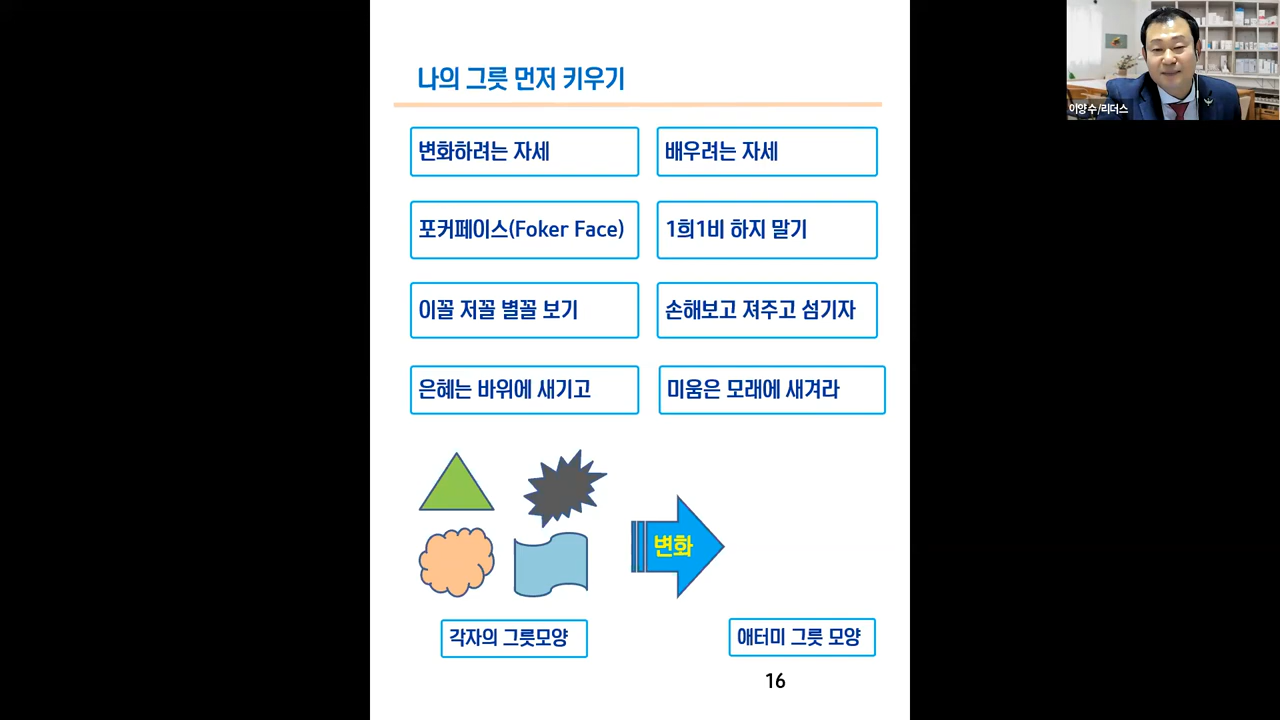 나의 그릇 먼저 키우기
변화하려는 자세
배우려는 자세
포커페이스(Foker Face)
1희1비 하지 말기
이꼴 저꼴 별꼴 보기
손해보고 져주고 섬기자
은혜는 바위에 새기고
미움은 모래에 새겨라
변화
각자의 그릇모양
애터미 그릇 모양
16
이양수/리더스